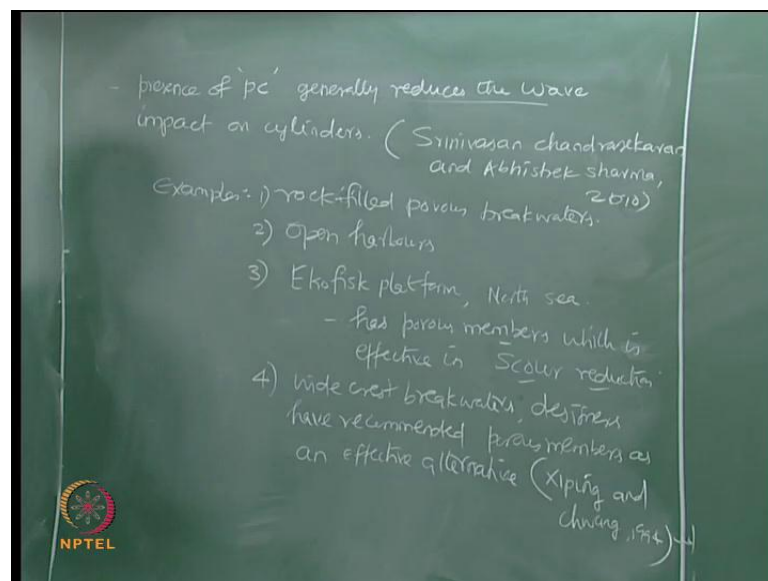 - presence of 'pc' generally reduces the wave
impact on cylinders. (Srinivasan chandrasekaran
and Abhishek Sharma,
2010)
Examples: 1) rock-filled porous breakwaters.
2) Open harbours
3) Ekofisk platform, North sea.
- has porous members which is
effective in Scour reduction
4) wide crest breakwaters, designers
have recommended porous members as
an effective alternative (Xiping and
Chwang, 1994)
NPTEL